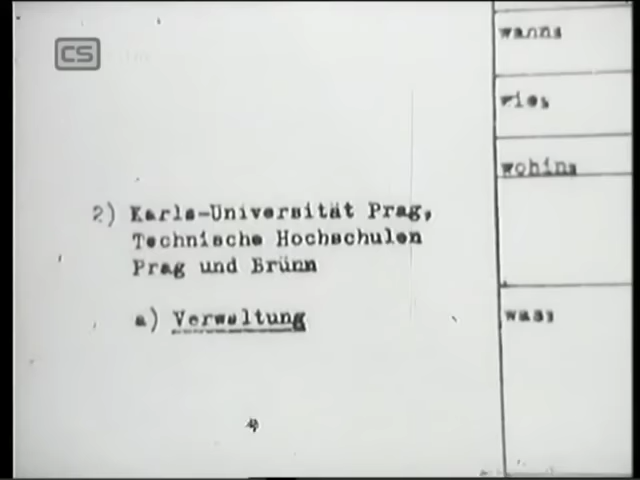 CS
wann:
wie:
wohin:
2) Karls-Universität Prag,
Technische Hochschulen
Prag und Brünn
a) Verwaltung
was: